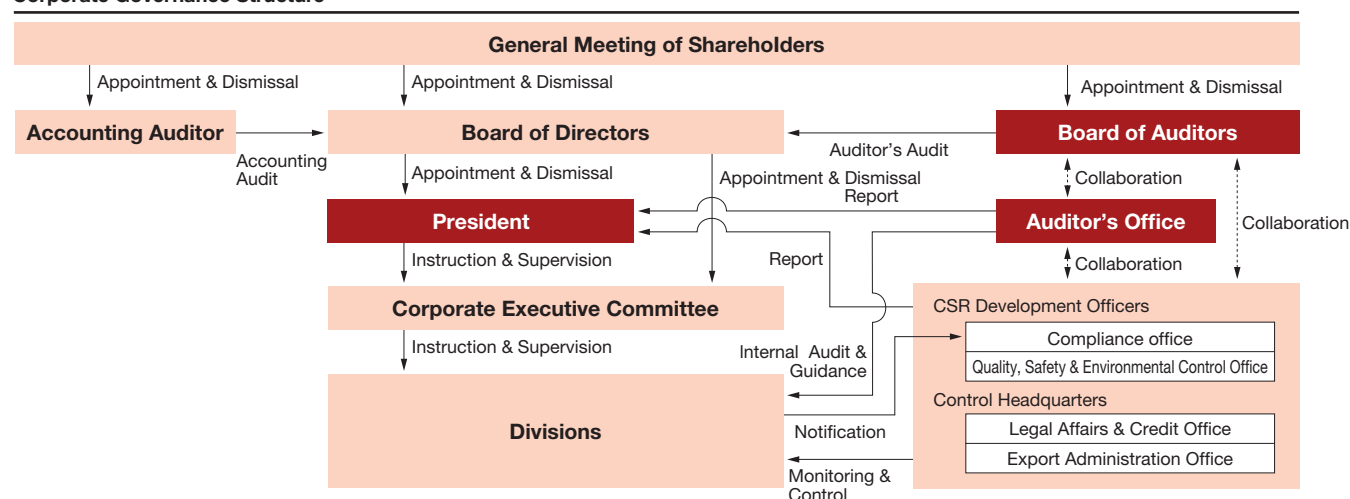 Corporate Governance Structure
General Meeting of Shareholders
Appointment & Dismissal
Appointment & Dismissal
Appointment & Dismissal
Accounting Auditor
Board of Directors
Board of Auditors
Accounting
Audit
Auditor's Audit
Appointment & Dismissal
Appointment & Dismissal
Collaboration
Report
President
Auditor's Office
Collaboration
Instruction & Supervision
Report
Collaboration
Corporate Executive Committee
CSR Development Officers
Compliance office
Quality, Safety & Environmental Control Office
Instruction & Supervision
Internal Audit &
Guidance
Control Headquarters
Divisions
Notification
Legal Affairs & Credit Office
Export Administration Office
Monitoring &
Control